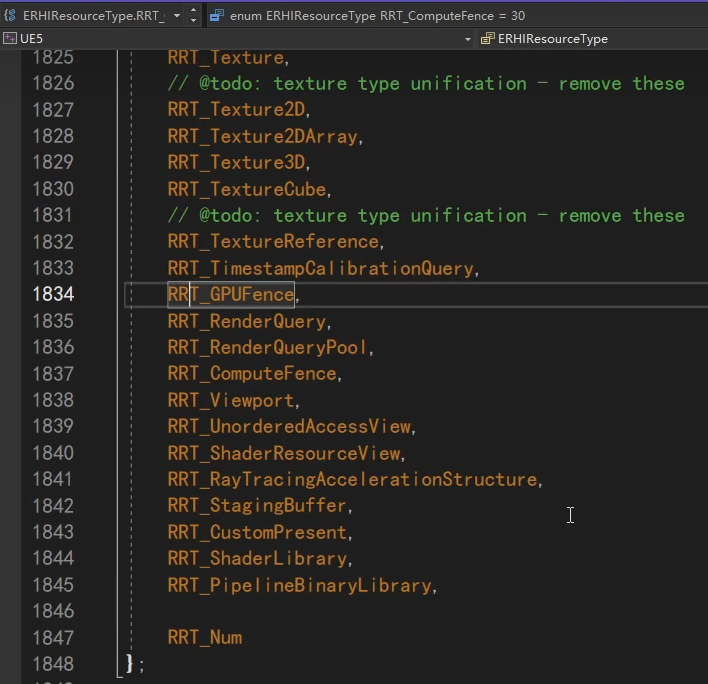 ERHIResourceType.RRT_
enum ERHIResourceType RRT_ComputeFence = 30
UE5
ERHIResourceType
1825 RRT_Texture,
1826 // @todo: texture type unification - remove these
1827 RRT_Texture2D,
1828 RRT_Texture2DArray,
1829 RRT_Texture3D,
1830 RRT_TextureCube,
1831 // @todo: texture type unification - remove these
1832 RRT_TextureReference,
1833 RRT_TimestampCalibrationQuery,
1834 RRT_GPUFence,
1835 RRT_RenderQuery,
1836 RRT_RenderQueryPool,
1837 RRT_ComputeFence,
1838 RRT_Viewport,
1839 RRT_UnorderedAccessView,
1840 RRT_ShaderResourceView,
1841 RRT_RayTracingAccelerationStructure,
1842 RRT_StagingBuffer,
1843 RRT_CustomPresent,
1844 RRT_ShaderLibrary,
1845 RRT_PipelineBinaryLibrary,
1846
1847 RRT_Num
1848 };